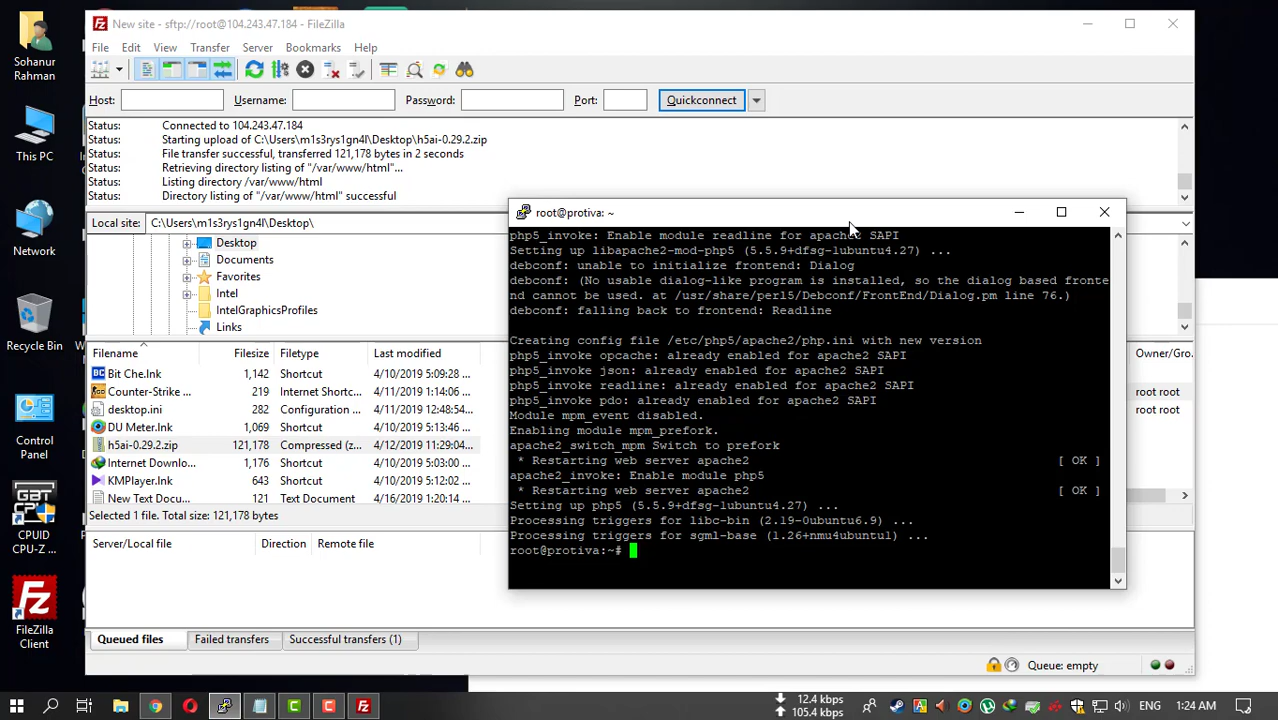 Sohanur
Rahman
This PC
Network
Recycle Bin
Control
Panel
CPUID
CPU-Z ...
FileZilla
Client
New site - sftp://root@104.243.47.184 - FileZilla
File Edit View Transfer Server Bookmarks Help
Host: Username: Password: Port: Quickconnect
Status: Connected to 104.243.47.184
Status: Starting upload of C:\Users\m1s3rys1gn4l\Desktop\h5ai-0.29.2.zip
Status: File transfer successful, transferred 121,178 bytes in 2 seconds
Status: Retrieving directory listing of "/var/www/html"...
Status: Listing directory /var/www/html
Status: Directory listing of "/var/www/html" successful
Local site: C:\Users\m1s3rys1gn4l\Desktop\
Desktop
Documents
Favorites
Intel
IntelGraphicsProfiles
Links
Filename Filesize Filetype Last modified
Bit Che.lnk 1,142 Shortcut 4/10/2019 5:09:28 ...
Counter-Strike ... 219 Internet Shortc... 4/11/2019 1:14:06 ...
desktop.ini 282 Configuration ... 4/11/2019 12:48:54...
DU Meter.lnk 1,069 Shortcut 4/10/2019 5:13:46 ...
h5ai-0.29.2.zip 121,178 Compressed (z... 4/12/2019 11:29:04...
Internet Downlo... 1,176 Shortcut 4/10/2019 5:03:00 ...
KMPlayer.lnk 643 Shortcut 4/10/2019 5:03:00 ...
New Text Docu... 121 Text Document 4/16/2019 1:20:14 ...
Selected 1 file. Total size: 121,178 bytes
Owner/Gro...
root root
root root
Server/Local file Direction Remote file
Queued files Failed transfers Successful transfers (1)
Queue: empty
root@protiva: ~
php5_invoke: Enable module readline for apache2 SAPI
Setting up libapache2-mod-php5 (5.5.9+dfsg-1ubuntu4.27) ...
debconf: unable to initialize frontend: Dialog
debconf: (No usable dialog-like program is installed, so the dialog based fronte
nd cannot be used. at /usr/share/perl5/Debconf/FrontEnd/Dialog.pm line 76.)
debconf: falling back to frontend: Readline
Creating config file /etc/php5/apache2/php.ini with new version
php5_invoke opcache: already enabled for apache2 SAPI
php5_invoke json: already enabled for apache2 SAPI
php5_invoke readline: already enabled for apache2 SAPI
php5_invoke pdo: already enabled for apache2 SAPI
Module mpm_event disabled.
Enabling module mpm_prefork.
apache2_switch_mpm Switch to prefork
* Restarting web server apache2 [ OK ]
apache2_invoke: Enable module php5
* Restarting web server apache2 [ OK ]
Setting up php5 (5.5.9+dfsg-1ubuntu4.27) ...
Processing triggers for libc-bin (2.19-0ubuntu6.9) ...
Processing triggers for sgml-base (1.26+nmu4ubuntu1) ...
root@protiva:~#
12.4 kbps
105.4 kbps
ENG 1:24 AM